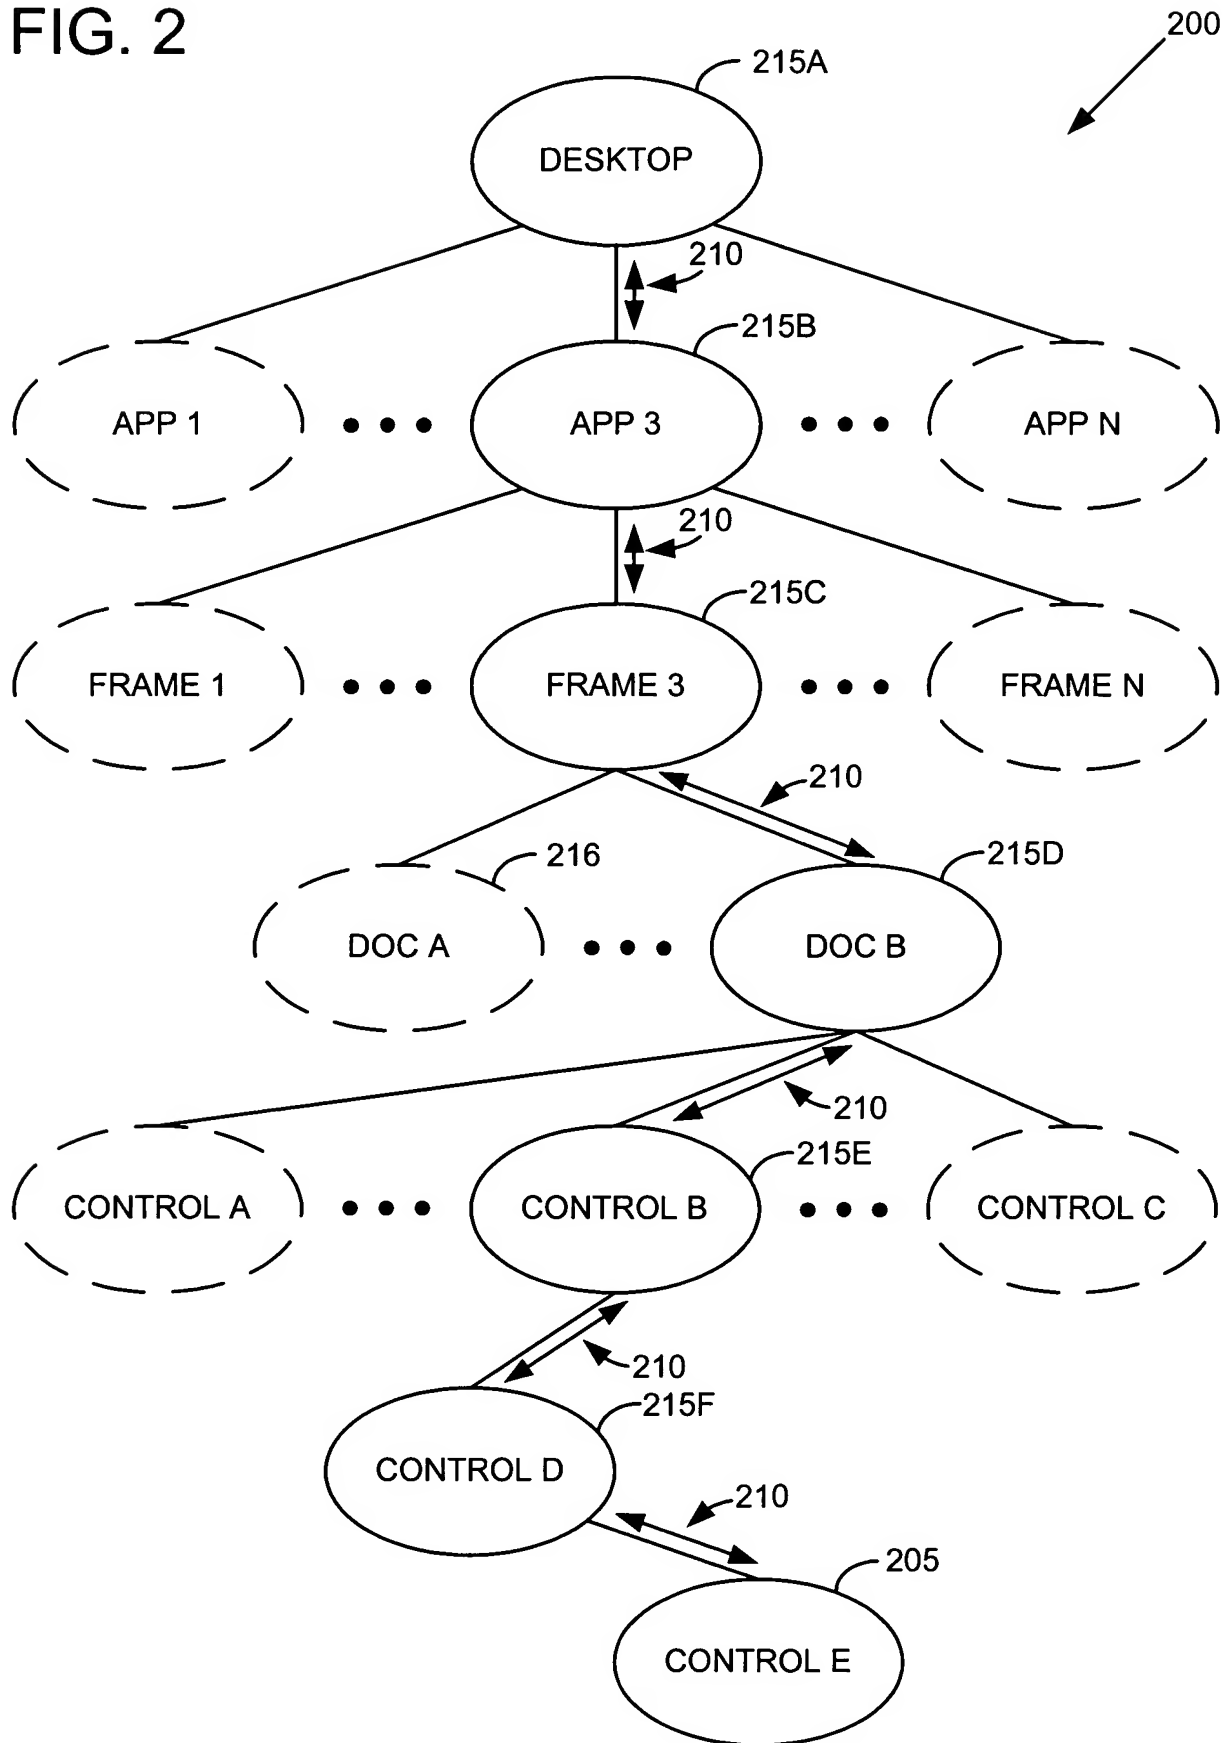 FIG. 2
200
215A
DESKTOP
210
215B
APP 1
APP 3
APP N
210
215C
FRAME 1
FRAME 3
FRAME N
210
216
215D
DOC A
DOC B
210
215E
CONTROL A
CONTROL B
CONTROL C
210
215F
CONTROL D
210
205
CONTROL E